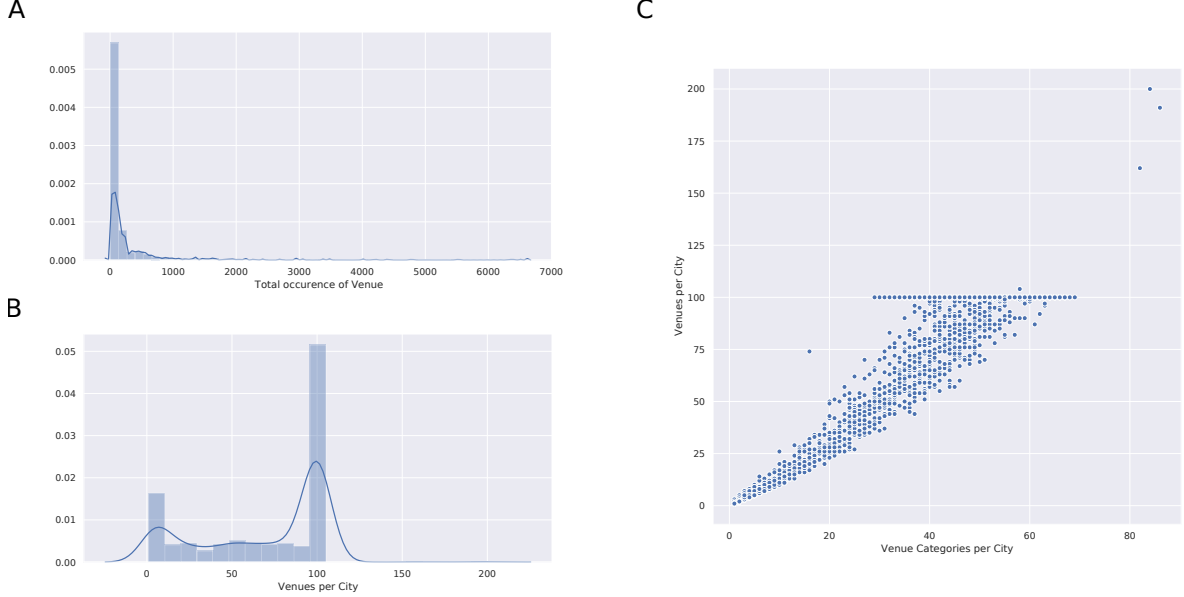 A
0.005
0.004
0.003
0.002
0.001
0.000
0 1000 2000 3000 4000 5000 6000 7000
Total occurence of Venue
B
0.05
0.04
0.03
0.02
0.01
0.00
0 50 100 150 200
Venues per City
C
200
175
150
125
100
75
50
25
0
Venues per City
0 20 40 60 80
Venue Categories per City